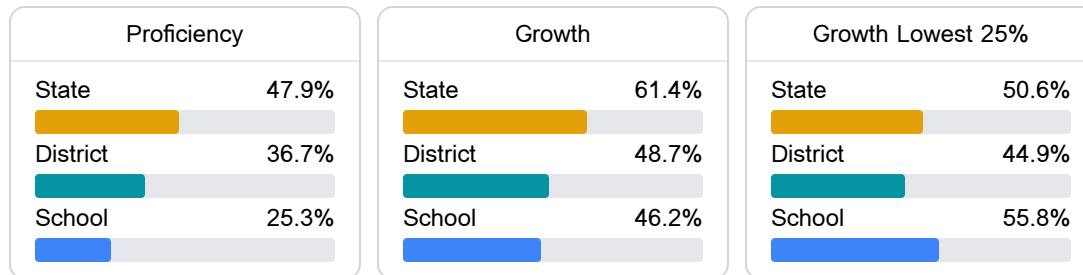 Proficiency
State 47.9%
District 36.7%
School 25.3%
Growth
State 61.4%
District 48.7%
School 46.2%
Growth Lowest 25%
State 50.6%
District 44.9%
School 55.8%